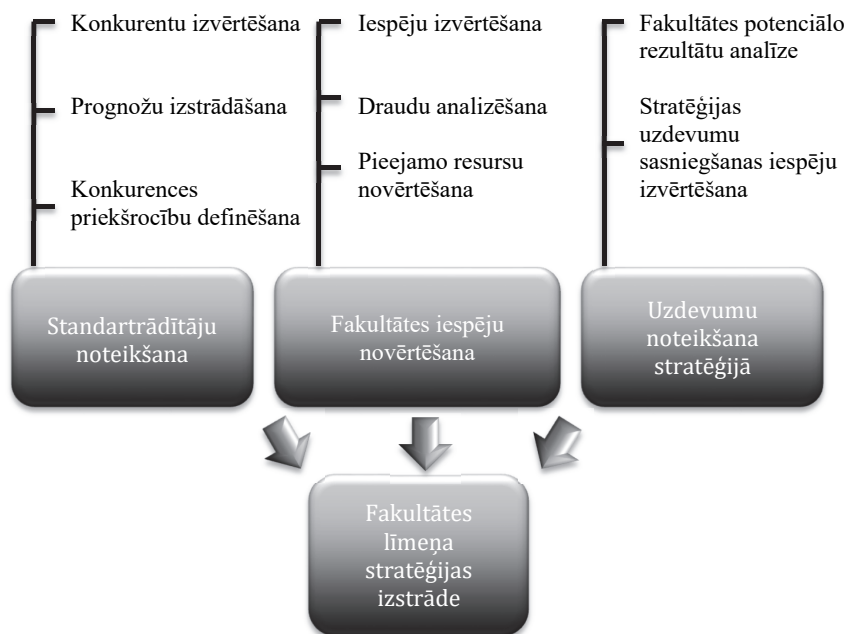 Konkurentu izvērtēšana
Prognožu izstrādāšana
Konkurences
priekšrocību definēšana
Standartrādītāju
noteikšana
Iespēju izvērtēšana
Draudu analizēšana
Pieejamo resursu
novērtēšana
Fakultātes iespēju
novērtēšana
Fakultātes potenciālo
rezultātu analīze
Stratēģijas
uzdevumu
sasniegšanas iespēju
izvērtēšana
Uzdevumu
noteikšana
stratēģijā
Fakultātes
līmeņa
stratēģijas
izstrāde